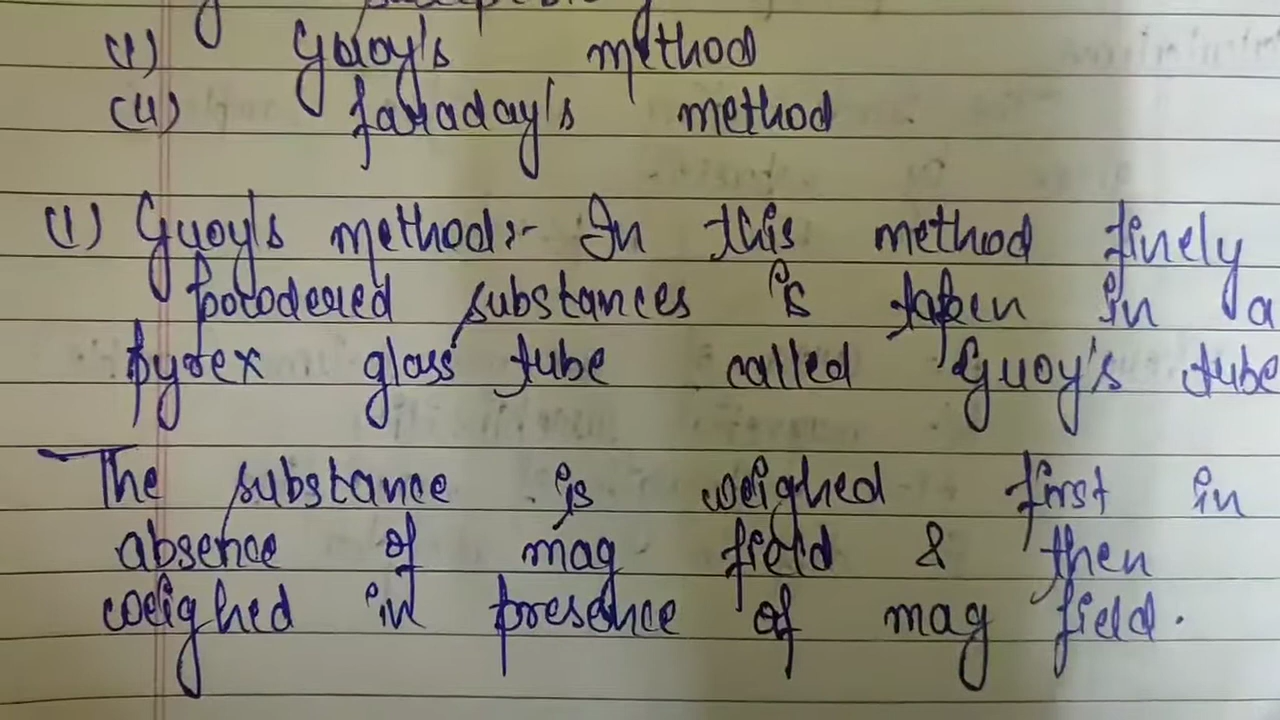 (I) Guoy's method
(II) faraday's method
(I) Guoy's method:- In this method finely
powdered substances is taken in a
pyrex glass tube called Guoy's tube
The substance is weighed first in
absence of mag field & then
weighed in presence of mag field.